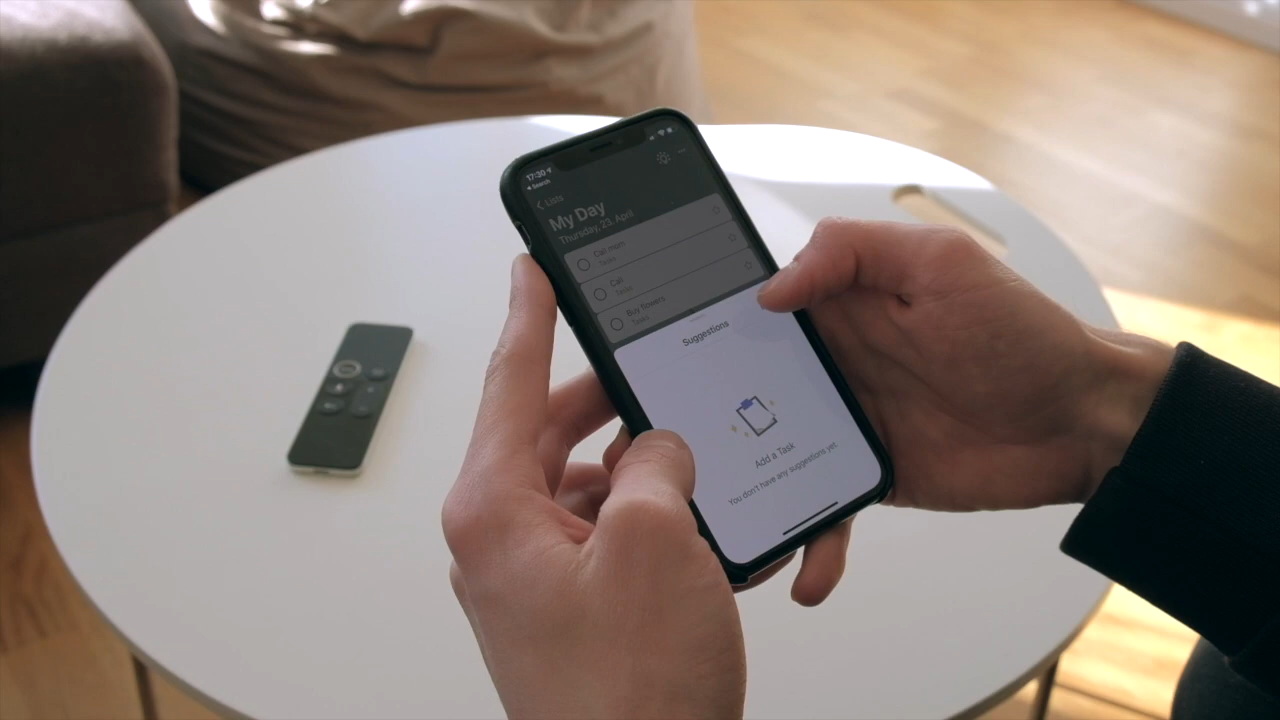 17:30
Search
Lists
My Day
Thursday, 23. April
Call mom
Tasks
Call
Tasks
Buy flowers
Tasks
Suggestions
Add a Task
You don't have any suggestions yet.